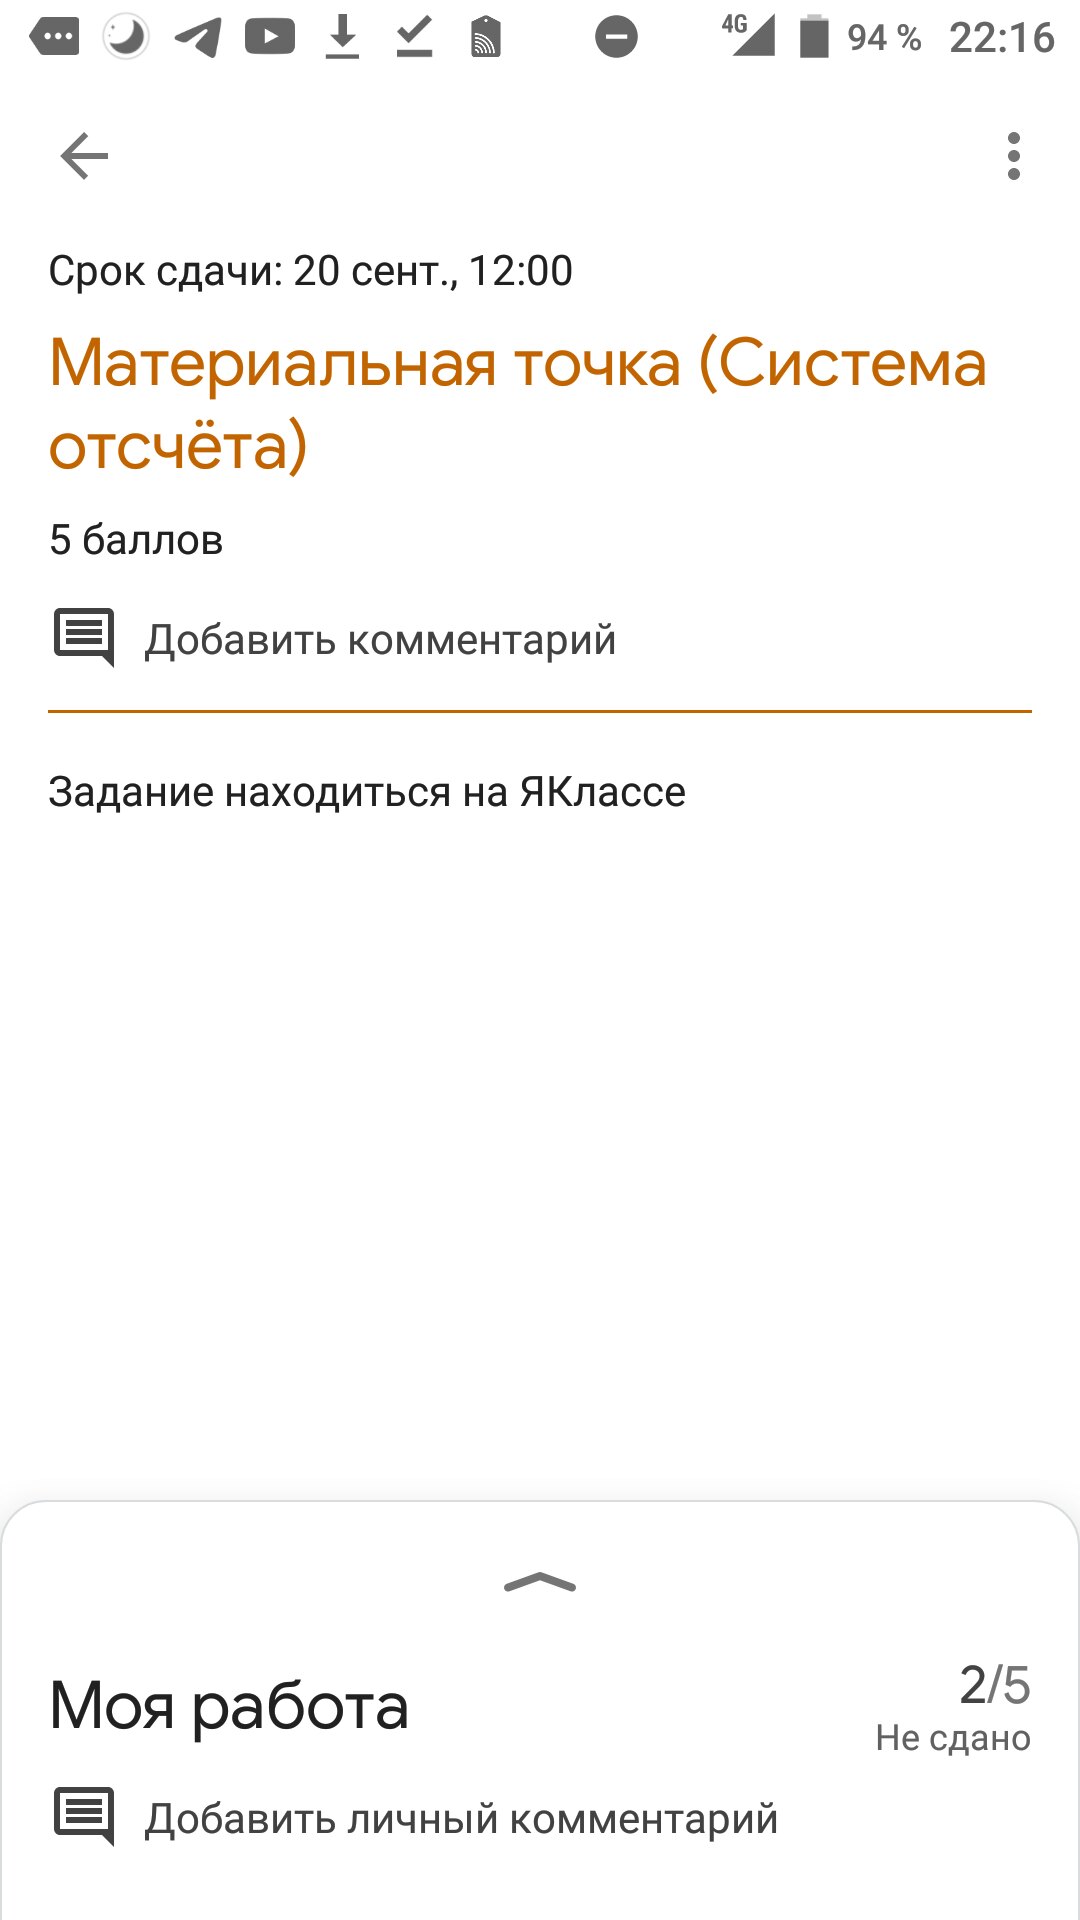 4G 94 % 22:16
Срок сдачи: 20 сент., 12:00
Материальная точка (Система
отсчёта)
5 баллов
Добавить комментарий
Задание находиться на ЯКлассе
Моя работа
2/5
Не сдано
Добавить личный комментарий